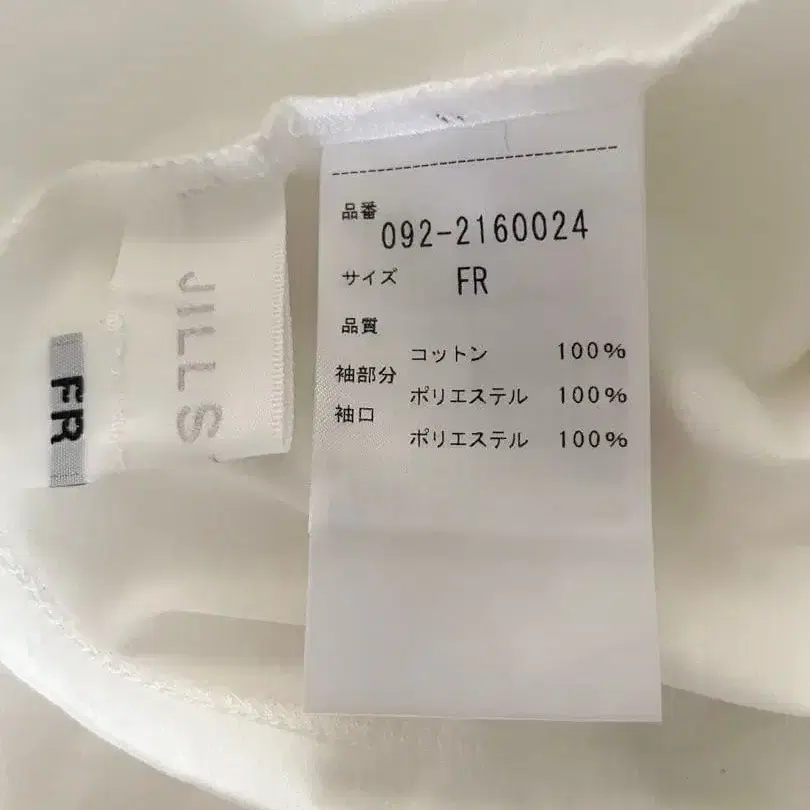 JILLS
FR
品番
092-2160024
サイズ FR
品質
コットン 100%
袖部分
ポリエステル 100%
袖口
ポリエステル 100%